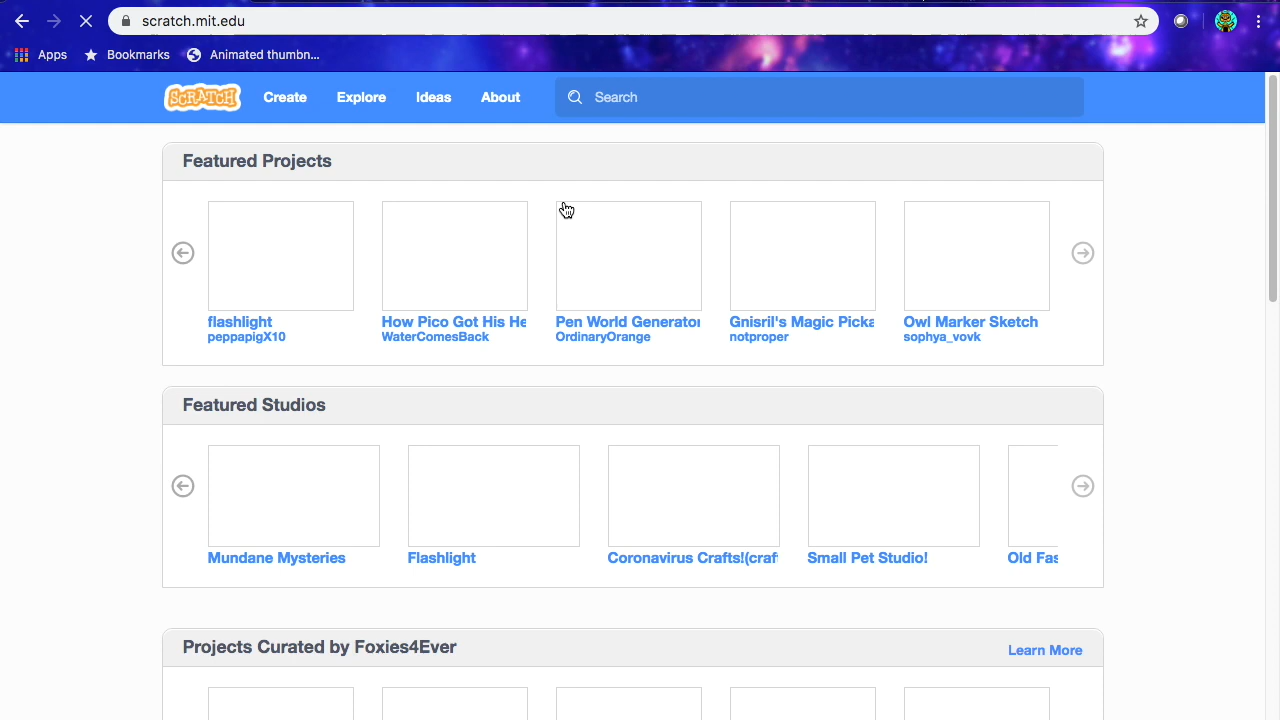 scratch.mit.edu
Apps Bookmarks Animated thumbn...
SCRATCH Create Explore Ideas About Search
Featured Projects
flashlight How Pico Got His He Pen World Generator Gnisril's Magic Picka Owl Marker Sketch
peppapigX10 WaterComesBack OrdinaryOrange notproper sophya_vovk
Featured Studios
Mundane Mysteries Flashlight Coronavirus Crafts!(craf Small Pet Studio! Old Fas
Projects Curated by Foxies4Ever Learn More